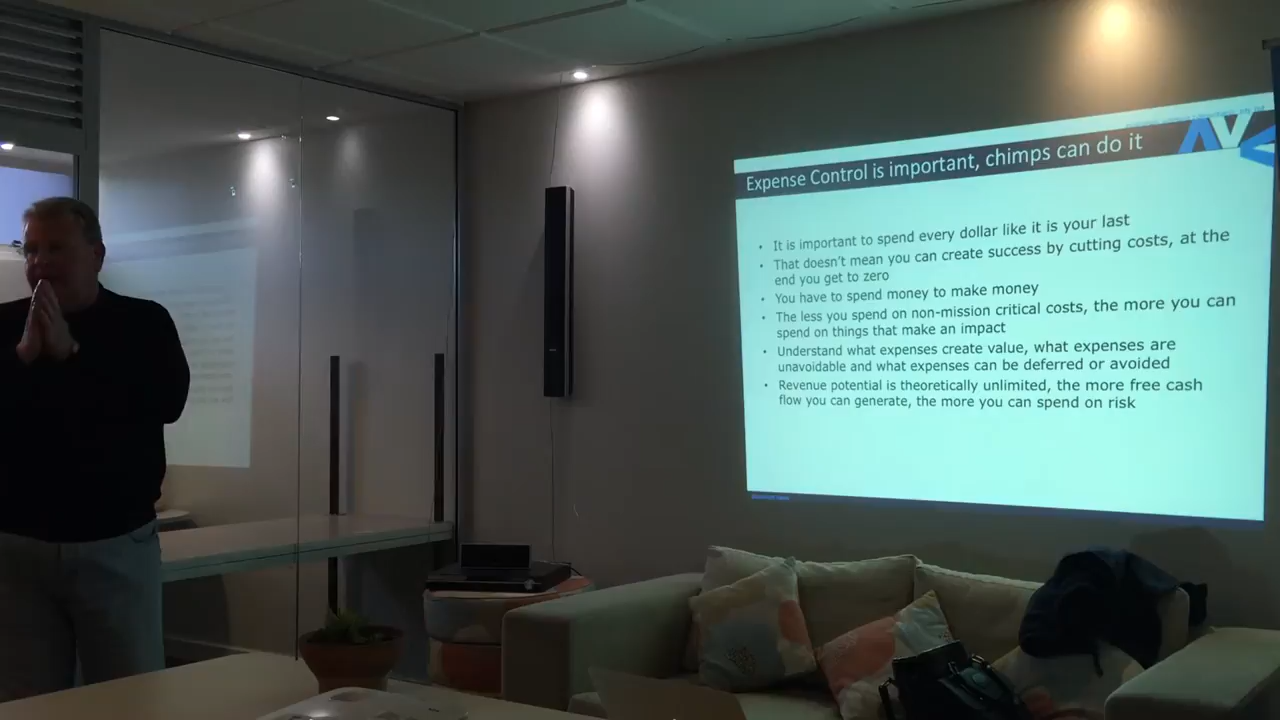 Expense Control is important, chimps can do it
• It is important to spend every dollar like it is your last
• That doesn't mean you can create success by cutting costs, at the
end you get to zero
• You have to spend money to make money
• The less you spend on non-mission critical costs, the more you can
spend on things that make an impact
• Understand what expenses create value, what expenses are
unavoidable and what expenses can be deferred or avoided
• Revenue potential is theoretically unlimited, the more free cash
flow you can generate, the more you can spend on risk